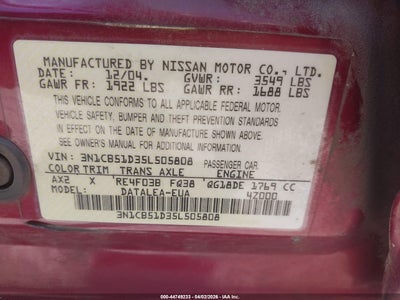 MANUFACTURED BY NISSAN MOTOR CO., LTD.
DATE: 12/04. GVWR: 3549 LBS
GAWR FR: 1922 LBS GAWR RR: 1688 LBS
THIS VEHICLE CONFORMS TO ALL APPLICABLE FEDERAL MOTOR
VEHICLE SAFETY, BUMPER AND THEFT PREVENTION STANDARDS
IN EFFECT ON THE DATE OF MANUFACTURE SHOWN ABOVE.
SEE OWNER'S MANUAL FOR ADDITIONAL INFORMATION.
VIN: 3N1CB51D35L505808 PASSENGER CAR
COLOR TRIM TRANS AXLE ENGINE
AX2 X RE4F03B FQ38 QG18DE 1769 CC
MODEL: DATALEA-EUA 4Z000
3N1CB51D35L505808
IN: 000-44748233 - 04/02/2026 - IAA Inc.